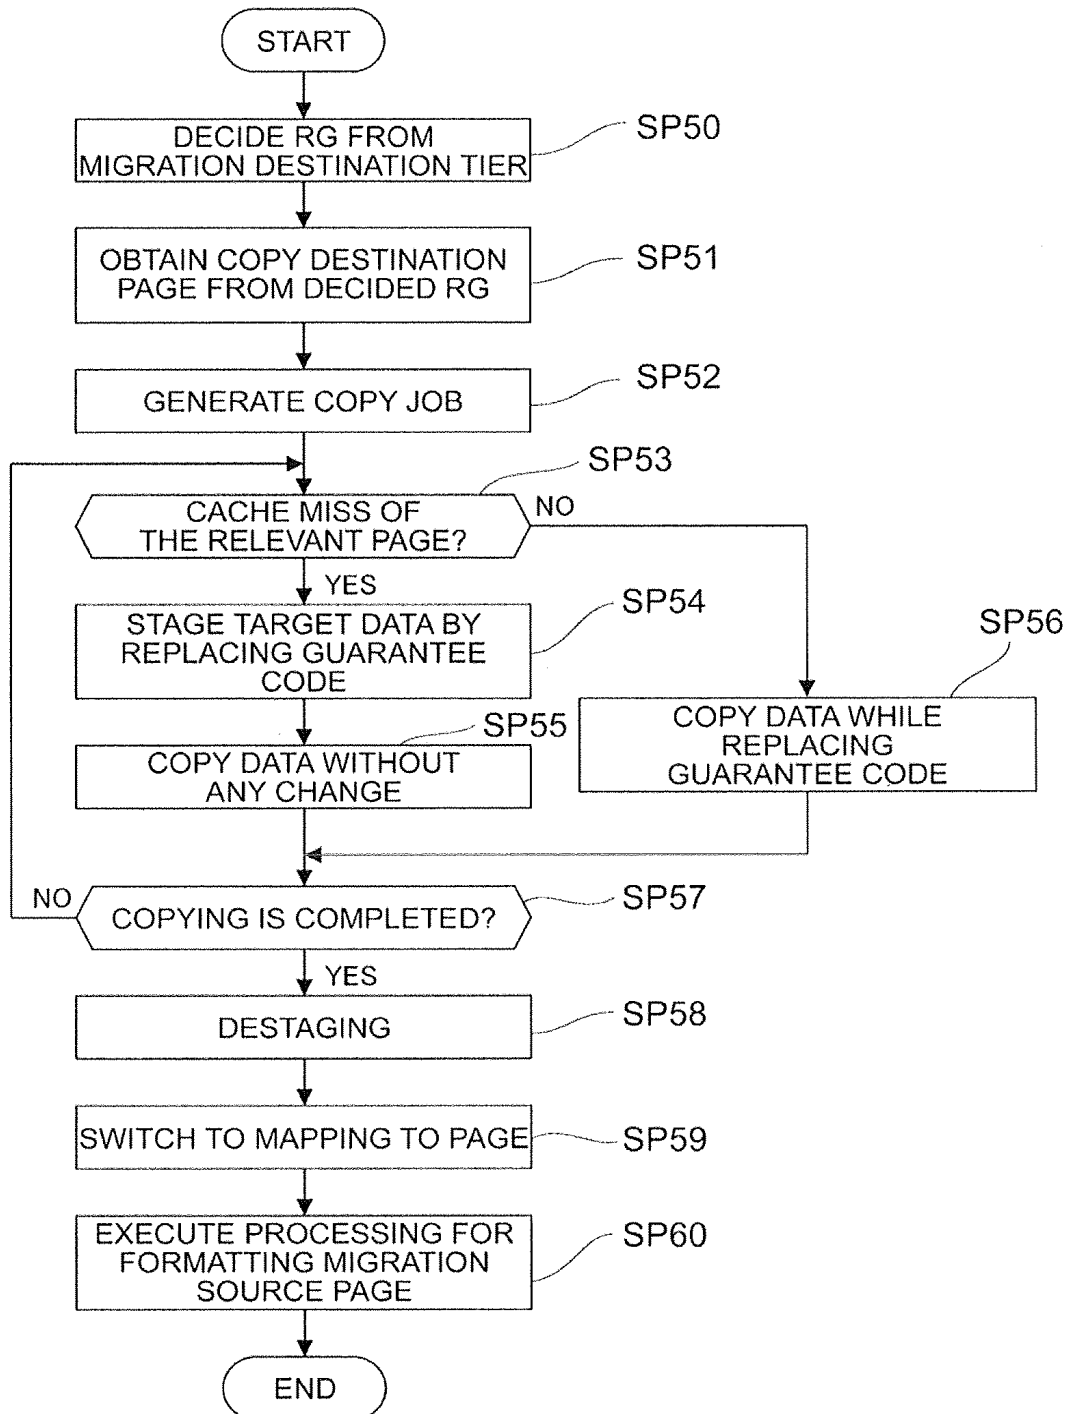 START
DECIDE RG FROM
MIGRATION DESTINATION TIER
SP50
OBTAIN COPY DESTINATION
PAGE FROM DECIDED RG
SP51
GENERATE COPY JOB
SP52
SP53
CACHE MISS OF
THE RELEVANT PAGE?
NO
YES
STAGE TARGET DATA BY
REPLACING GUARANTEE
CODE
SP54
SP56
SP55
COPY DATA WITHOUT
ANY CHANGE
COPY DATA WHILE
REPLACING
GUARANTEE CODE
NO
COPYING IS COMPLETED?
SP57
YES
DESTAGING
SP58
SWITCH TO MAPPING TO PAGE
SP59
EXECUTE PROCESSING FOR
FORMATTING MIGRATION
SOURCE PAGE
SP60
END